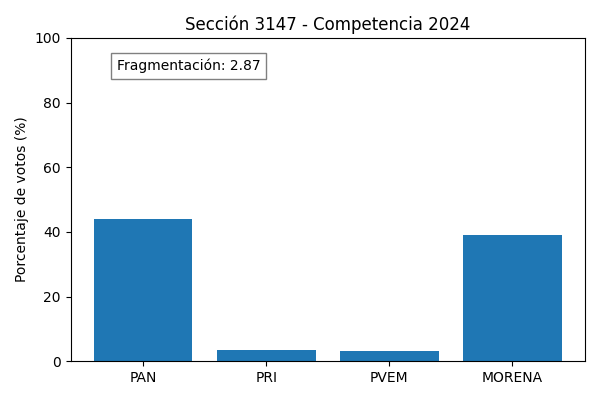 Sección 3147 - Competencia 2024
Fragmentación: 2.87
Porcentaje de votos (%)
100
80
60
40
20
0
PAN PRI PVEM MORENA